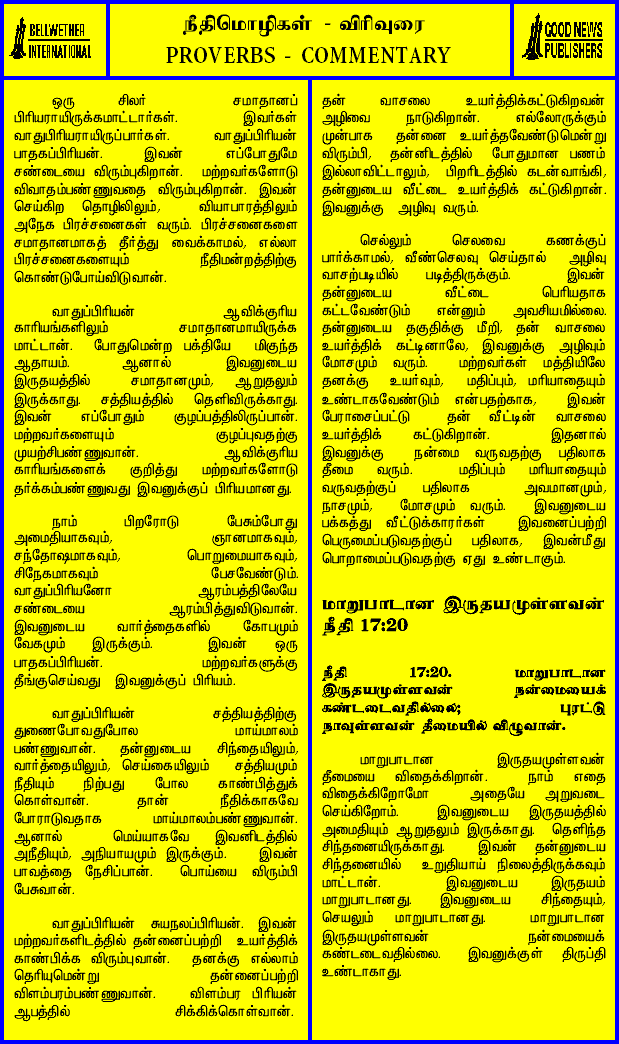 BELLWETHER
INTERNATIONAL
நீதிமொழிகள் - விரிவுரை
PROVERBS - COMMENTARY
GOOD NEWS
PUBLISHERS
ஒரு சிலர் சமாதானப்
பிரியராயிருக்கமாட்டார்கள். இவர்கள்
வாதுபிரியராயிருப்பார்கள். வாதுப்பிரியன்
பாதகப்பிரியன். இவன் எப்போதுமே
சண்டையை விரும்புகிறான். மற்றவர்களோடு
விவாதம்பண்ணுவதை விரும்புகிறான். இவன்
செய்கிற தொழிலிலும், வியாபாரத்திலும்
அநேக பிரச்சனைகள் வரும். பிரச்சனைகளை
சமாதானமாகத் தீர்த்து வைக்காமல், எல்லா
பிரச்சனைகளையும் நீதிமன்றத்திற்கு
கொண்டுபோய்விடுவான்.
வாதுப்பிரியன் ஆவிக்குரிய
காரியங்களிலும் சமாதானமாயிருக்க
மாட்டான். போதுமென்ற பக்தியே மிகுந்த
ஆதாயம். ஆனால் இவனுடைய
இருதயத்தில் சமாதானமும், ஆறுதலும்
இருக்காது. சத்தியத்தில் தெளிவிருக்காது.
இவன் எப்போதும் குழப்பத்திலிருப்பான்.
மற்றவர்களையும் குழப்புவதற்கு
முயற்சிபண்ணுவான். ஆவிக்குரிய
காரியங்களைக் குறித்து மற்றவர்களோடு
தர்க்கம்பண்ணுவது இவனுக்குப் பிரியமானது.
நாம் பிறரோடு பேசும்போது
அமைதியாகவும், ஞானமாகவும்,
சந்தோஷமாகவும், பொறுமையாகவும்,
சிநேகமாகவும் பேசவேண்டும்.
வாதுப்பிரியனோ ஆரம்பத்திலேயே
சண்டையை ஆரம்பித்துவிடுவான்.
இவனுடைய வார்த்தைகளில் கோபமும்
வேகமும் இருக்கும். இவன் ஒரு
பாதகப்பிரியன். மற்றவர்களுக்கு
தீங்குசெய்வது இவனுக்குப் பிரியம்.
வாதுப்பிரியன் சத்தியத்திற்கு
துணைபோவதுபோல மாய்மாலம்
பண்ணுவான். தன்னுடைய சிந்தையிலும்,
வார்த்தையிலும், செய்கையிலும் சத்தியமும்
நீதியும் நிற்பது போல காண்பித்துக்
கொள்வான். தான் நீதிக்காகவே
போராடுவதாக மாய்மாலம்பண்ணுவான்.
ஆனால் மெய்யாகவே இவனிடத்தில்
அநீதியும், அநியாயமும் இருக்கும். இவன்
பாவத்தை நேசிப்பான். பொய்யை விரும்பி
பேசுவான்.
வாதுப்பிரியன் சுயநலப்பிரியன். இவன்
மற்றவர்களிடத்தில் தன்னைப்பற்றி உயர்த்திக்
காண்பிக்க விரும்புவான். தனக்கு எல்லாம்
தெரியுமென்று தன்னைப்பற்றி
விளம்பரம்பண்ணுவான். விளம்பர பிரியன்
ஆபத்தில் சிக்கிக்கொள்வான்.
தன் வாசலை உயர்த்திக்கட்டுகிறவன்
அழிவை நாடுகிறான். எல்லோருக்கும்
முன்பாக தன்னை உயர்த்தவேண்டுமென்று
விரும்பி, தன்னிடத்தில் போதுமான பணம்
இல்லாவிட்டாலும், பிறரிடத்தில் கடன்வாங்கி,
தன்னுடைய வீட்டை உயர்த்திக் கட்டுகிறான்.
இவனுக்கு அழிவு வரும்.
செல்லும் செலவை கணக்குப்
பார்க்காமல், வீண்செலவு செய்தால் அழிவு
வாசற்படியில் படித்திருக்கும். இவன்
தன்னுடைய வீட்டை பெரியதாக
கட்டவேண்டும் என்னும் அவசியமில்லை.
தன்னுடைய தகுதிக்கு மீறி, தன் வாசலை
உயர்த்திக் கட்டினாலே, இவனுக்கு அழிவும்
மோசமும் வரும். மற்றவர்கள் மத்தியிலே
தனக்கு உயர்வும், மதிப்பும், மரியாதையும்
உண்டாகவேண்டும் என்பதற்காக, இவன்
பேராசைப்பட்டு தன் வீட்டின் வாசலை
உயர்த்திக் கட்டுகிறான். இதனால்
இவனுக்கு நன்மை வருவதற்கு பதிலாக
தீமை வரும். மதிப்பும் மரியாதையும்
வருவதற்குப் பதிலாக அவமானமும்,
நாசமும், மோசமும் வரும். இவனுடைய
பக்கத்து வீட்டுக்காரர்கள் இவனைப்பற்றி
பெருமைப்படுவதற்குப் பதிலாக, இவன்மீது
பொறாமைப்படுவதற்கு ஏது உண்டாகும்.
மாறுபாடான இருதயமுள்ளவன்
நீதி 17:20
நீதி 17:20. மாறுபாடான
இருதயமுள்ளவன் நன்மையைக்
கண்டடைவதில்லை; புரட்டு
நாவுள்ளவன் தீமையில் விழுவான்.
மாறுபாடான இருதயமுள்ளவன்
தீமையை விதைக்கிறான். நாம் எதை
விதைக்கிறோமோ அதையே அறுவடை
செய்கிறோம். இவனுடைய இருதயத்தில்
அமைதியும் ஆறுதலும் இருக்காது. தெளிந்த
சிந்தனையிருக்காது. இவன் தன்னுடைய
சிந்தனையில் உறுதியாய் நிலைத்திருக்கவும்
மாட்டான். இவனுடைய இருதயம்
மாறுபாடானது. இவனுடைய சிந்தையும்,
செயலும் மாறுபாடானது. மாறுபாடான
இருதயமுள்ளவன் நன்மையைக்
கண்டடைவதில்லை. இவனுக்குள் திருப்தி
உண்டாகாது.